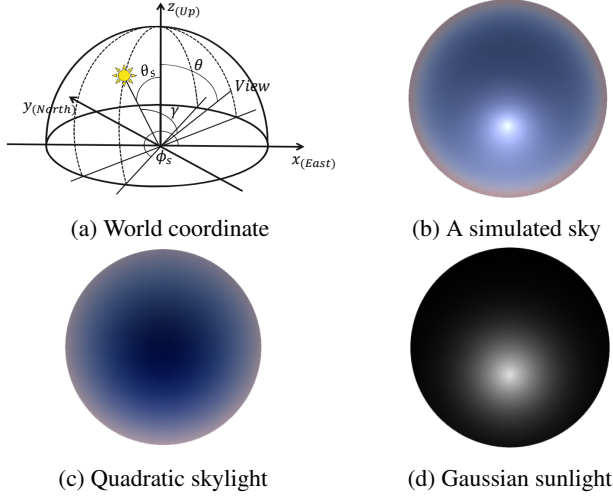 z(Up)
θs
θ
View
y(North)
γ
ϕs
x(East)
(a) World coordinate
(b) A simulated sky
(c) Quadratic skylight
(d) Gaussian sunlight